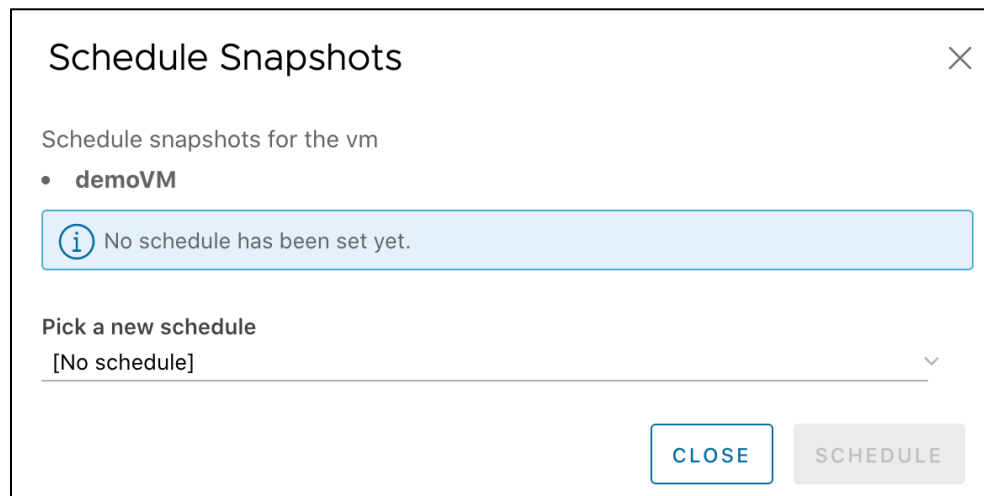 Schedule Snapshots
Schedule snapshots for the vm
• demoVM
No schedule has been set yet.
Pick a new schedule
[No schedule]
CLOSE
SCHEDULE